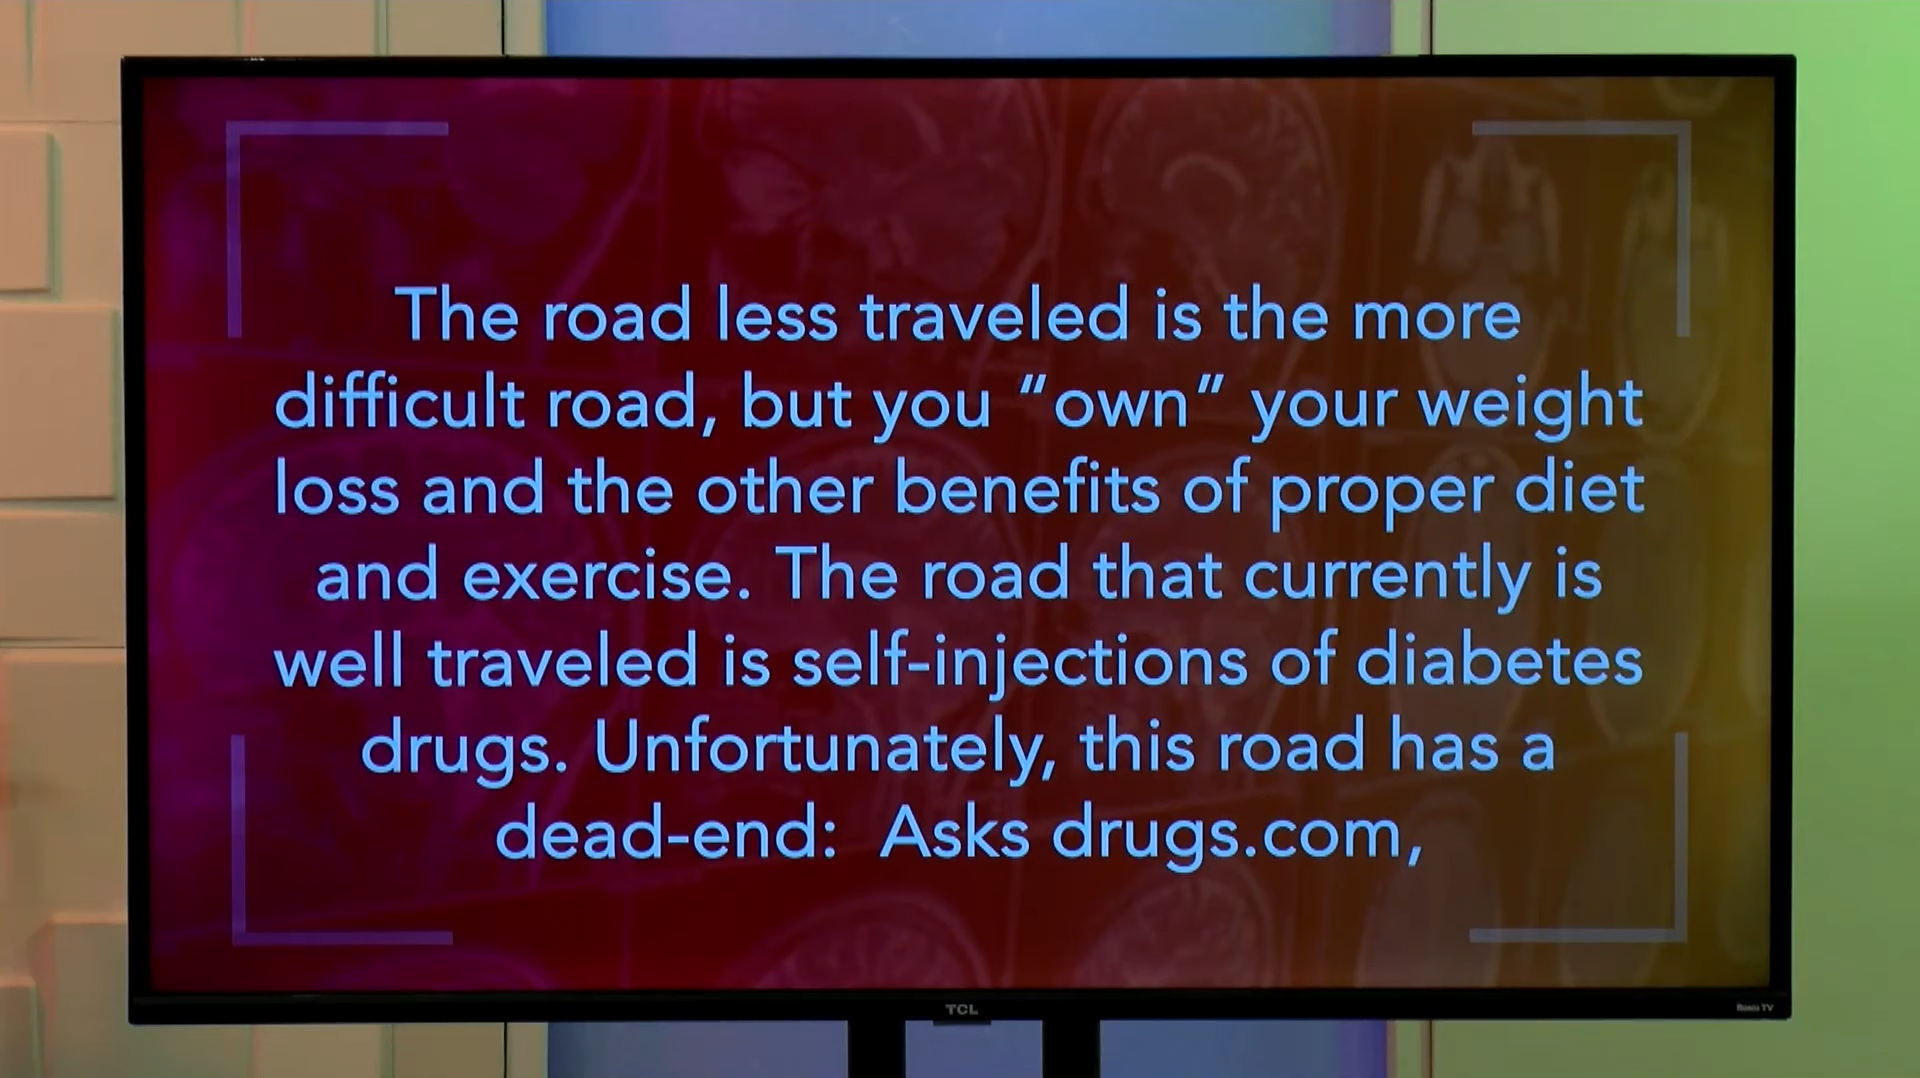 The road less traveled is the more
difficult road, but you “own” your weight
loss and the other benefits of proper diet
and exercise. The road that currently is
well traveled is self-injections of diabetes
drugs. Unfortunately, this road has a
dead-end:  Asks drugs.com,
TCL
Roku TV